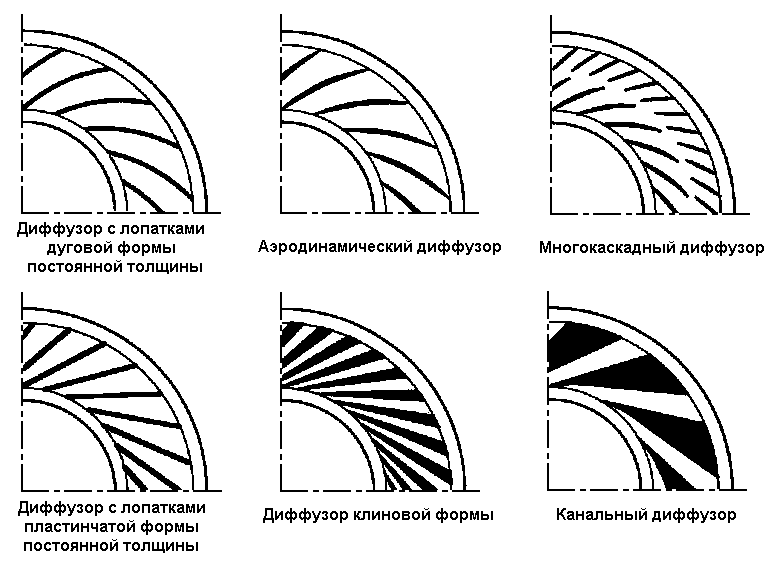 Диффузор с лопатками
дуговой формы
постоянной толщины
Аэродинамический диффузор
Многокаскадный диффузор
Диффузор с лопатками
пластинчатой формы
постоянной толщины
Диффузор клиновой формы
Канальный диффузор